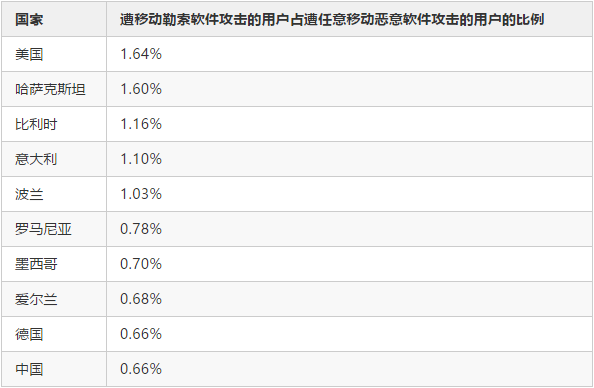 国家 遭移动勒索软件攻击的用户占遭任意移动恶意软件攻击的用户的比例
美国 1.64%
哈萨克斯坦 1.60%
比利时 1.16%
意大利 1.10%
波兰 1.03%
罗马尼亚 0.78%
墨西哥 0.70%
爱尔兰 0.68%
德国 0.66%
中国 0.66%